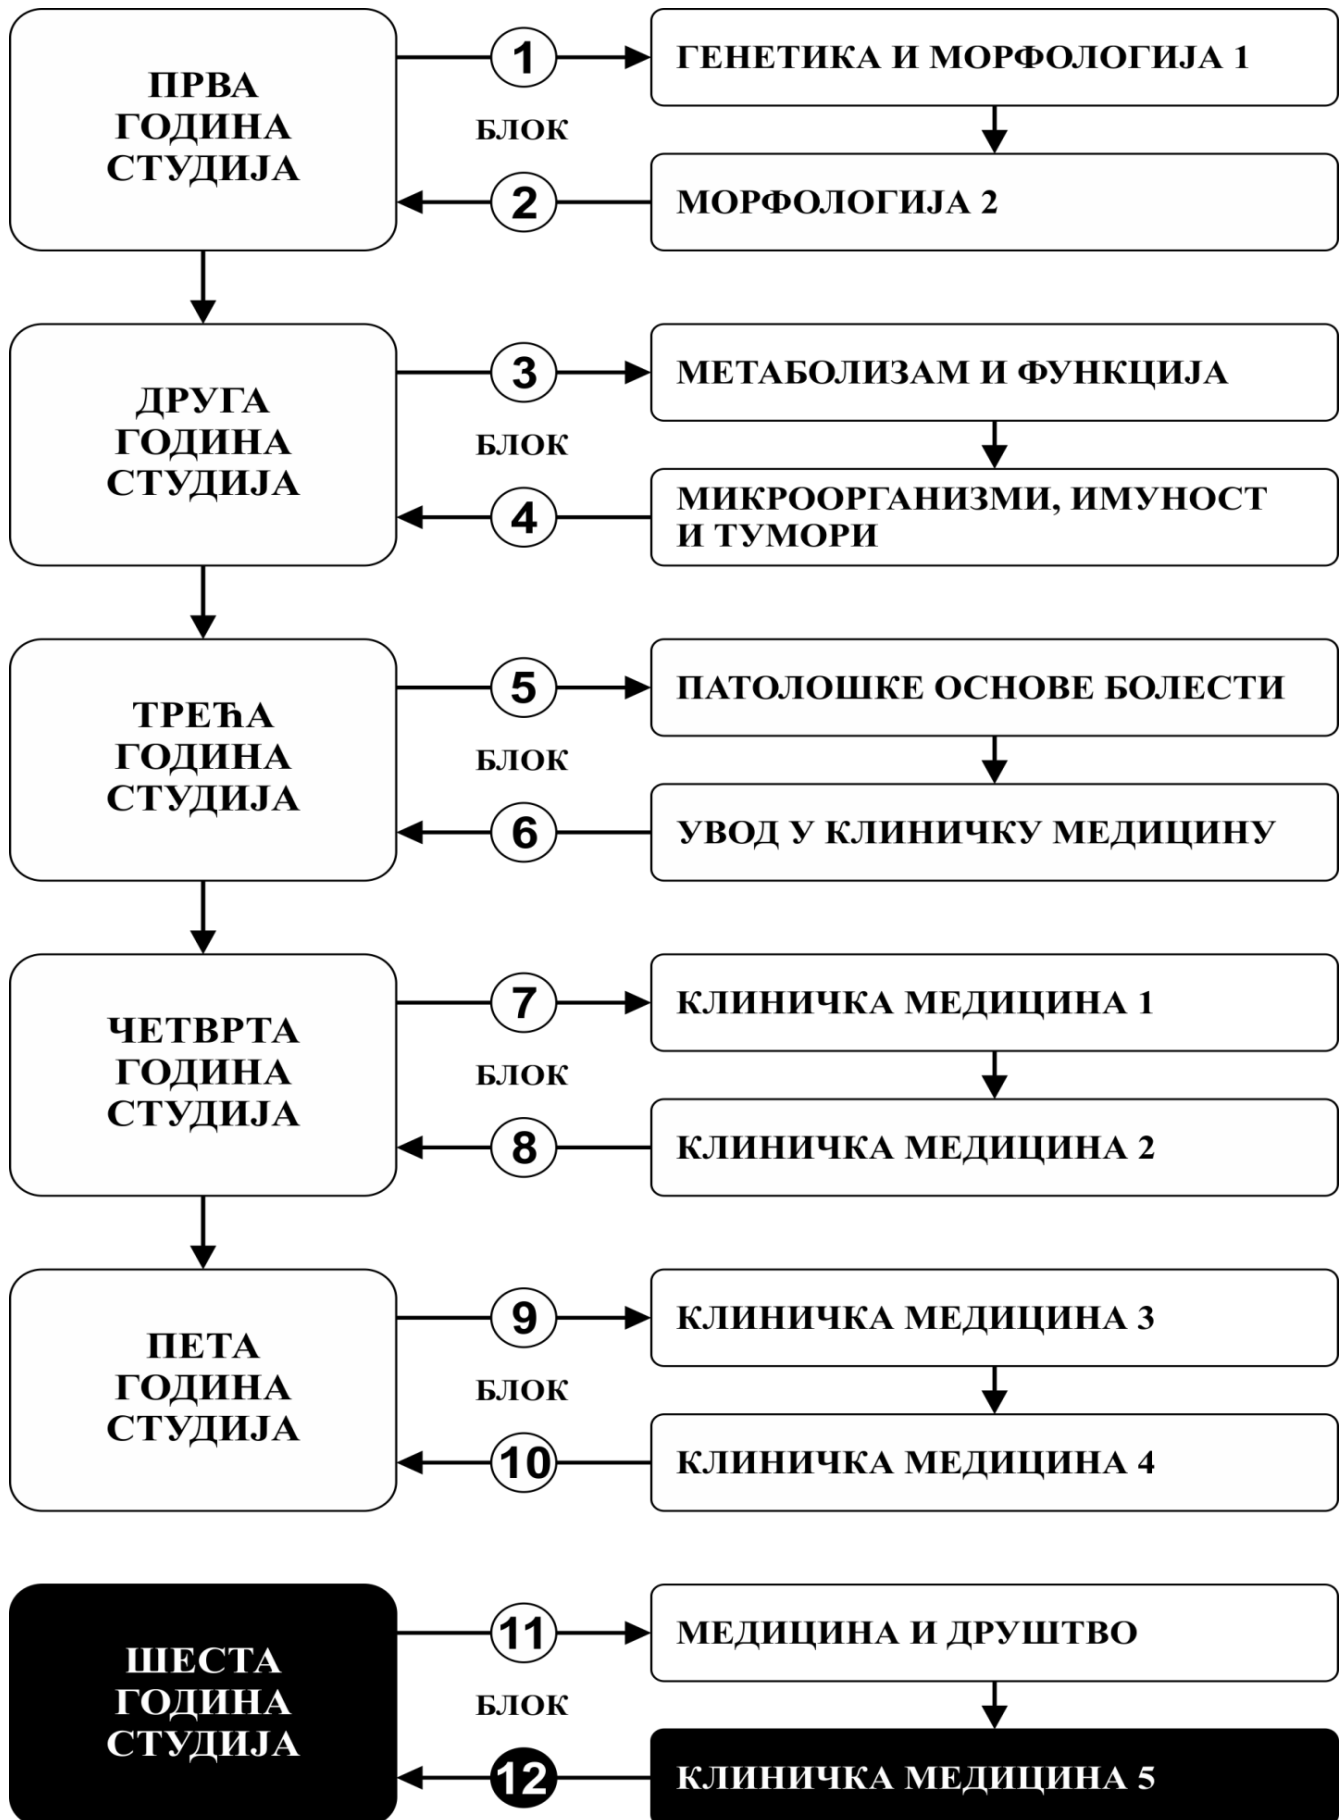 ПРВА
ГОДИНА
СТУДИЈА
1
БЛОК
2
ГЕНЕТИКА И МОРФОЛОГИЈА 1
МОРФОЛОГИЈА 2
ДРУГА
ГОДИНА
СТУДИЈА
3
БЛОК
4
МЕТАБОЛИЗАМ И ФУНКЦИЈА
МИКРООРГАНИЗМИ, ИМУНОСТ
И ТУМОРИ
ТРЕЋА
ГОДИНА
СТУДИЈА
5
БЛОК
6
ПАТОЛОШКЕ ОСНОВЕ БОЛЕСТИ
УВОД У КЛИНИЧКУ МЕДИЦИНУ
ЧЕТВРТА
ГОДИНА
СТУДИЈА
7
БЛОК
8
КЛИНИЧКА МЕДИЦИНА 1
КЛИНИЧКА МЕДИЦИНА 2
ПЕТА
ГОДИНА
СТУДИЈА
9
БЛОК
10
КЛИНИЧКА МЕДИЦИНА 3
КЛИНИЧКА МЕДИЦИНА 4
ШЕСТА
ГОДИНА
СТУДИЈА
11
БЛОК
12
МЕДИЦИНА И ДРУШТВО
КЛИНИЧКА МЕДИЦИНА 5